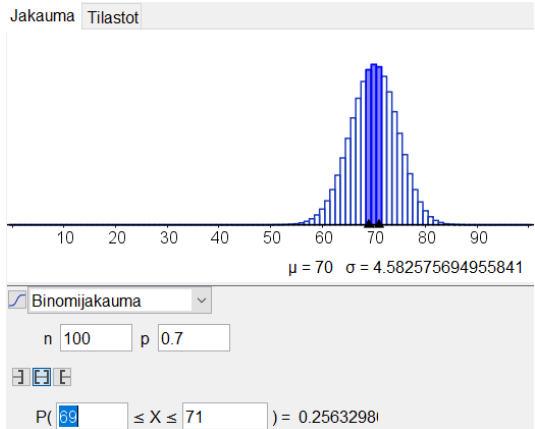 Jakauma Tilastot
10 20 30 40 50 60 70 80 90
μ = 70 σ = 4.582575694955841
Binomijakauma
n 100 p 0.7
P( 69 ≤ X ≤ 71 ) = 0.2563298